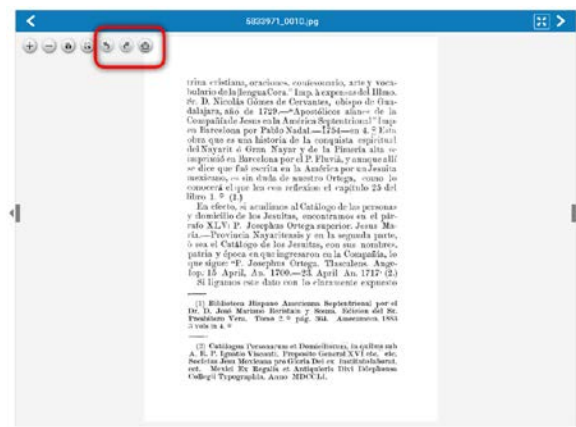 5833971_0010.jpg
trina cristiana, oraciones, confesonario, arte y voca-
bulario de la lengua Cora." Imp. à expensas del Illmo.
Sr. D. Nicolás Gómes de Cervantes, obispo de Gua-
dalajara, año de 1729.—"Apostólicos afanes de la
Compañia de Jesus en la América Septentrional" Imp
en Barcelona por Pablo Nadal.—1754—en 4. º Esta
obra que es una historia de la conquista espiritual
del Nayarit ó Gran Nayar y de la Pimería alta se
imprimió en Barcelona por el P. Fluviá, y aunque allí
se dice que fué escrita en la América por un Jesuita
mexicano, es sin duda de nuestro Ortega, como lo
conocerá el que lea con reflexion el capítulo 25 del
libro 1. º (1.)
En efecto, si acudimos al Catálogo de las personas
y domicilio de los Jesuitas, encontramos en el pár-
rafo XLV: P. Josephus Ortega superior. Jesus Ma-
ría.—Provincia Nayaritensis y en la segunda parte,
ò sea el Catálogo de los Jesuitas, con sus nombres,
patria y época en que ingresaron en la Compañía, lo
que sigue: "P. Josephus Ortega. Tlascalens. Ange-
lop. 15 April, An. 1700.—23. April An. 1717· (2.)
Si ligamos este dato con lo claramente expuesto
(1) Biblioteca Hispano Americana Septentrional por el
Dr. D. José Mariano Beristain y Souza. Edicion del Sr.
Presbítero Vera. Tomo 2. º pág. 364. Amecameca 1883
3 vols in 4. º
(2) Catálogus Personarum et Domiciliorum, in quibus sub
A. R. P. Ignatio Vicecomti, Preposito General XVI etc, etc,
Societas Jesu Mexicana pro Gloria Dei ex Instituto laborat,
ect. Mexici Ex Regalis et Antiquioris Divi Ildephonso
Collegii Typographia. Anno MDCCLI.